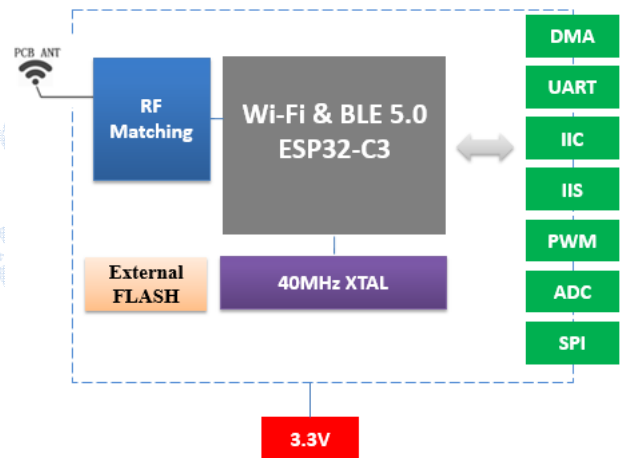 PCB ANT
RF
Matching
Wi-Fi & BLE 5.0
ESP32-C3
External
FLASH
40MHz XTAL
DMA
UART
IIC
IIS
PWM
ADC
SPI
3.3V